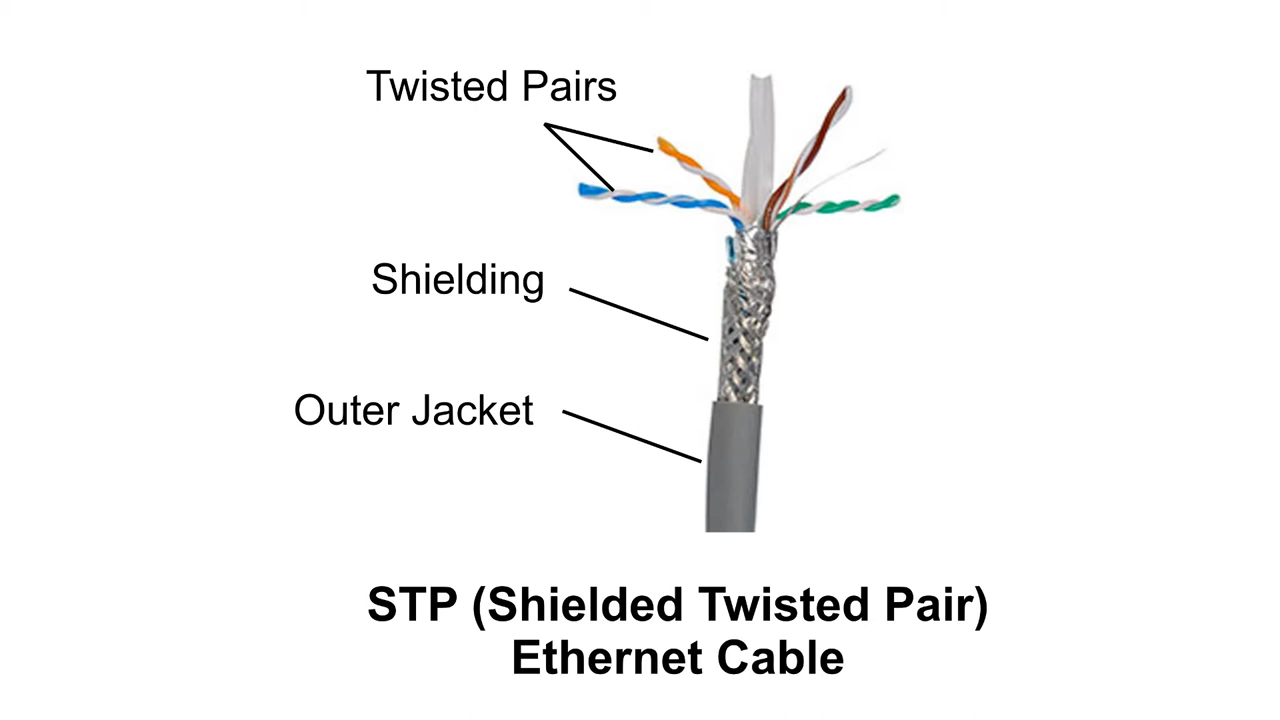 Twisted Pairs
Shielding
Outer Jacket
STP (Shielded Twisted Pair)
Ethernet Cable